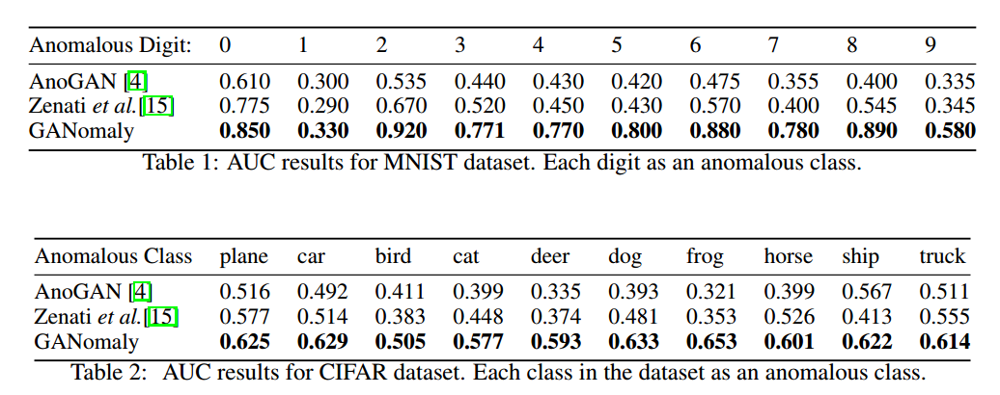 Anomalous Digit: 0 1 2 3 4 5 6 7 8 9
AnoGAN [4] 0.610 0.300 0.535 0.440 0.430 0.420 0.475 0.355 0.400 0.335
Zenati et al.[15] 0.775 0.290 0.670 0.520 0.450 0.430 0.570 0.400 0.545 0.345
GANomaly 0.850 0.330 0.920 0.771 0.770 0.800 0.880 0.780 0.890 0.580
Table 1: AUC results for MNIST dataset. Each digit as an anomalous class.
Anomalous Class plane car bird cat deer dog frog horse ship truck
AnoGAN [4] 0.516 0.492 0.411 0.399 0.335 0.393 0.321 0.399 0.567 0.511
Zenati et al.[15] 0.577 0.514 0.383 0.448 0.374 0.481 0.353 0.526 0.413 0.555
GANomaly 0.625 0.629 0.505 0.577 0.593 0.633 0.653 0.601 0.622 0.614
Table 2: AUC results for CIFAR dataset. Each class in the dataset as an anomalous class.